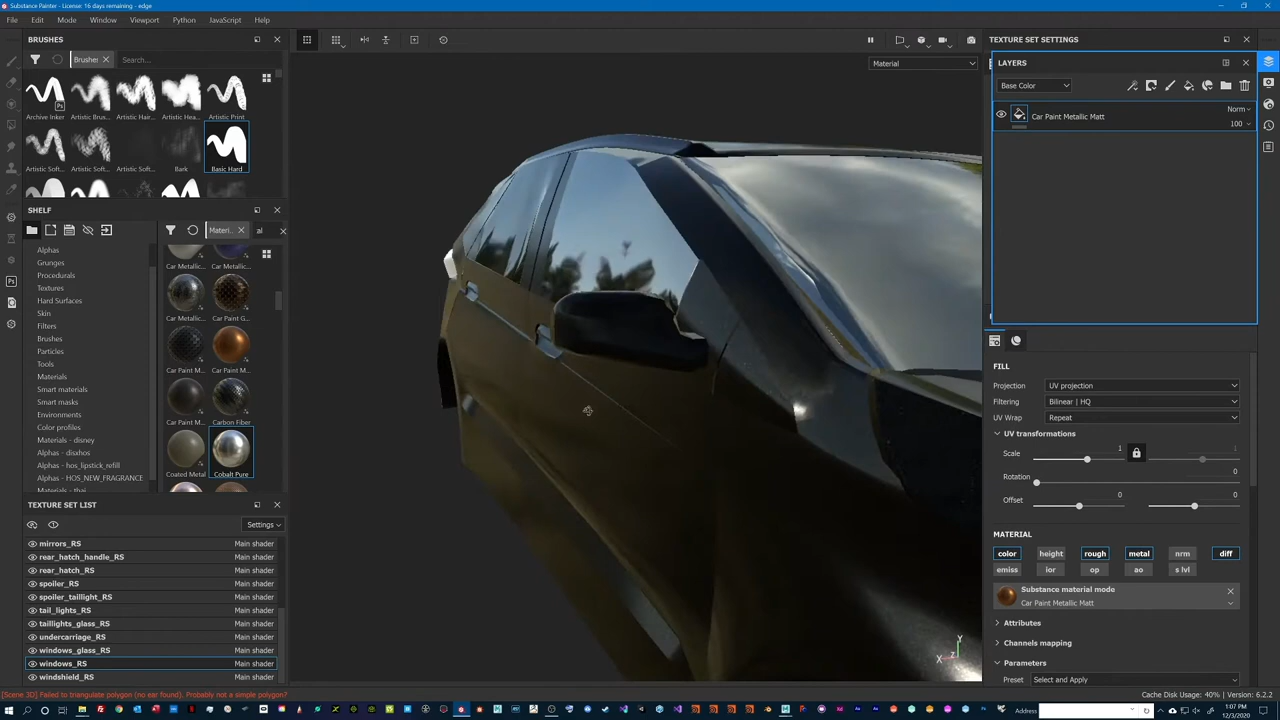 Substance Painter - License: 16 days remaining - edge
File Edit Mode Window Viewport Python JavaScript Help
BRUSHES
Brushes Search...
Archive Inker Artistic Brus... Artistic Hair... Artistic Hea... Artistic Print
Artistic Soft... Artistic Soft... Artistic Soft... Bark Basic Hard
SHELF
Materi... al
Alphas
Grunges
Procedurals
Textures
Hard Surfaces
Skin
Filters
Brushes
Particles
Tools
Materials
Smart materials
Smart masks
Environments
Color profiles
Materials - disney
Alphas - disxhos
Alphas - hos_lipstick_refill
Alphas - HOS_NEW_FRAGRANCE
Materials - thai
Car Metallic... Car Metallic...
Car Metallic... Car Paint G...
Car Paint M... Car Paint M...
Car Paint M... Carbon Fiber
Coated Metal Cobalt Pure
TEXTURE SET LIST
Settings
mirrors_RS Main shader
rear_hatch_handle_RS Main shader
rear_hatch_RS Main shader
spoiler_RS Main shader
spoiler_taillight_RS Main shader
tail_lights_RS Main shader
taillights_glass_RS Main shader
undercarriage_RS Main shader
windows_glass_RS Main shader
windows_RS Main shader
windshield_RS Main shader
Material
Y
X Z
TEXTURE SET SETTINGS
LAYERS
Base Color
Car Paint Metallic Matt Norm
100
FILL
Projection UV projection
Filtering Bilinear | HQ
UV Wrap Repeat
UV transformations
Scale 1 1
Rotation 0
Offset 0 0
MATERIAL
color height rough metal nrm diff
emiss ior op ao s lvl
Substance material mode
Car Paint Metallic Matt
Attributes
Channels mapping
Parameters
Preset Select and Apply
[Scene 3D] Failed to triangulate polygon (no ear found). Probably not a simple polygon?
Cache Disk Usage: 40% | Version: 6.2.2
Address
1:07 PM
12/3/2020